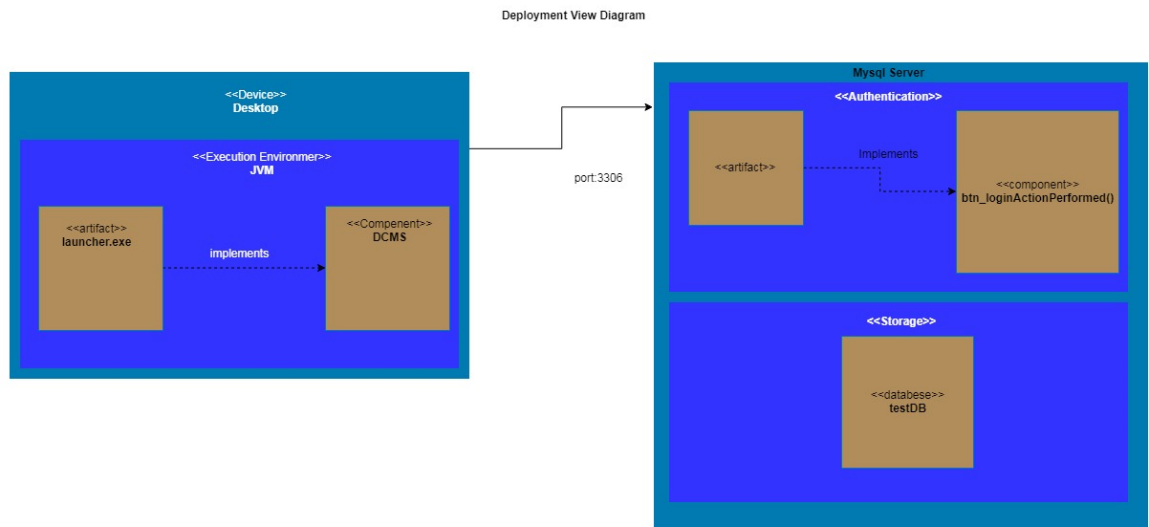 Deployment View Diagram
<<Device>>
Desktop
<<Execution Environmer>>
JVM
<<artifact>>
launcher.exe
implements
<<Compenent>>
DCMS
port:3306
Mysql Server
<<Authentication>>
<<artifact>>
Implements
<<component>>
btn_loginActionPerformed()
<<Storage>>
<<databese>>
testDB